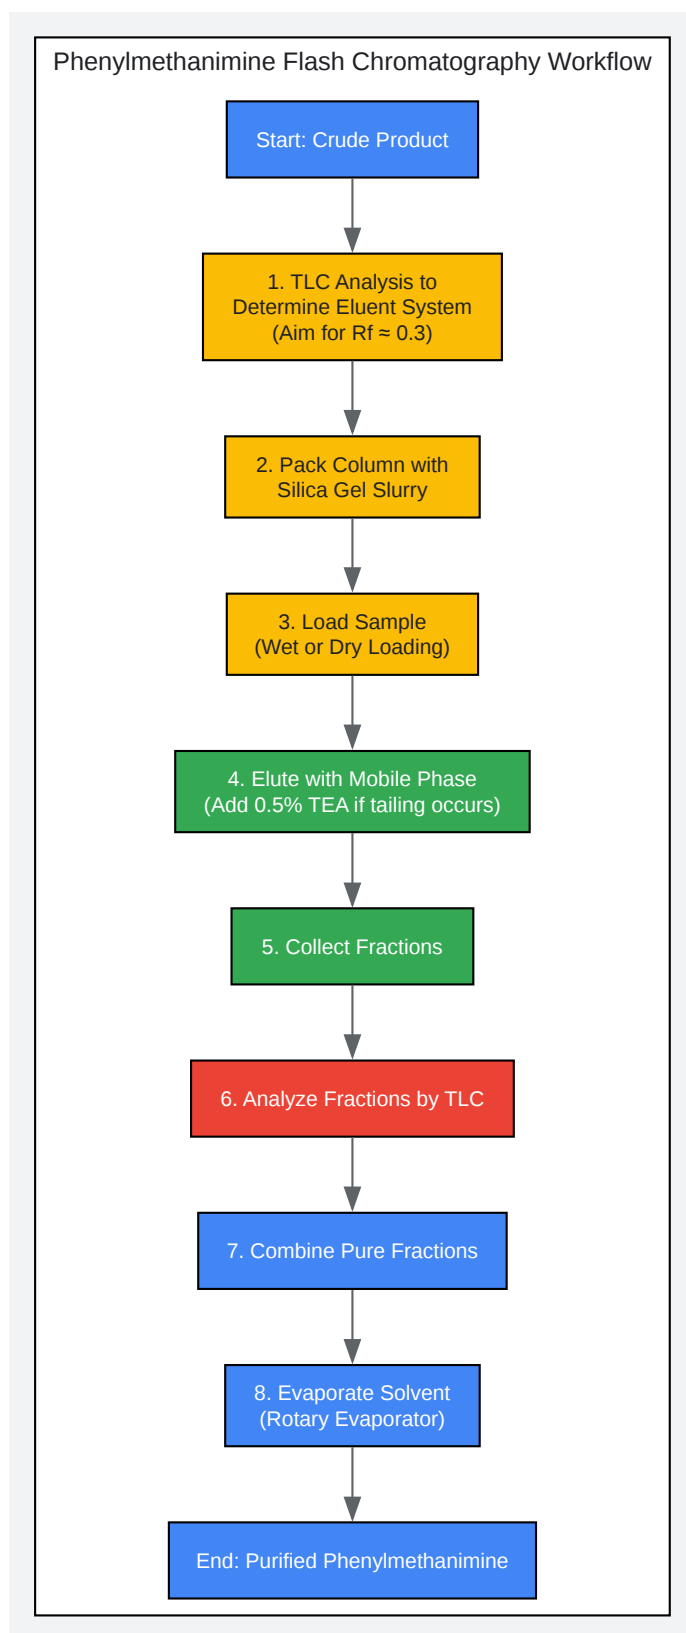 Phenylmethanimine Flash Chromatography Workflow
Start: Crude Product
1. TLC Analysis to
Determine Eluent System
(Aim for Rf ≈ 0.3)
2. Pack Column with
Silica Gel Slurry
3. Load Sample
(Wet or Dry Loading)
4. Elute with Mobile Phase
(Add 0.5% TEA if tailing occurs)
5. Collect Fractions
6. Analyze Fractions by TLC
7. Combine Pure Fractions
8. Evaporate Solvent
(Rotary Evaporator)
End: Purified Phenylmethanimine